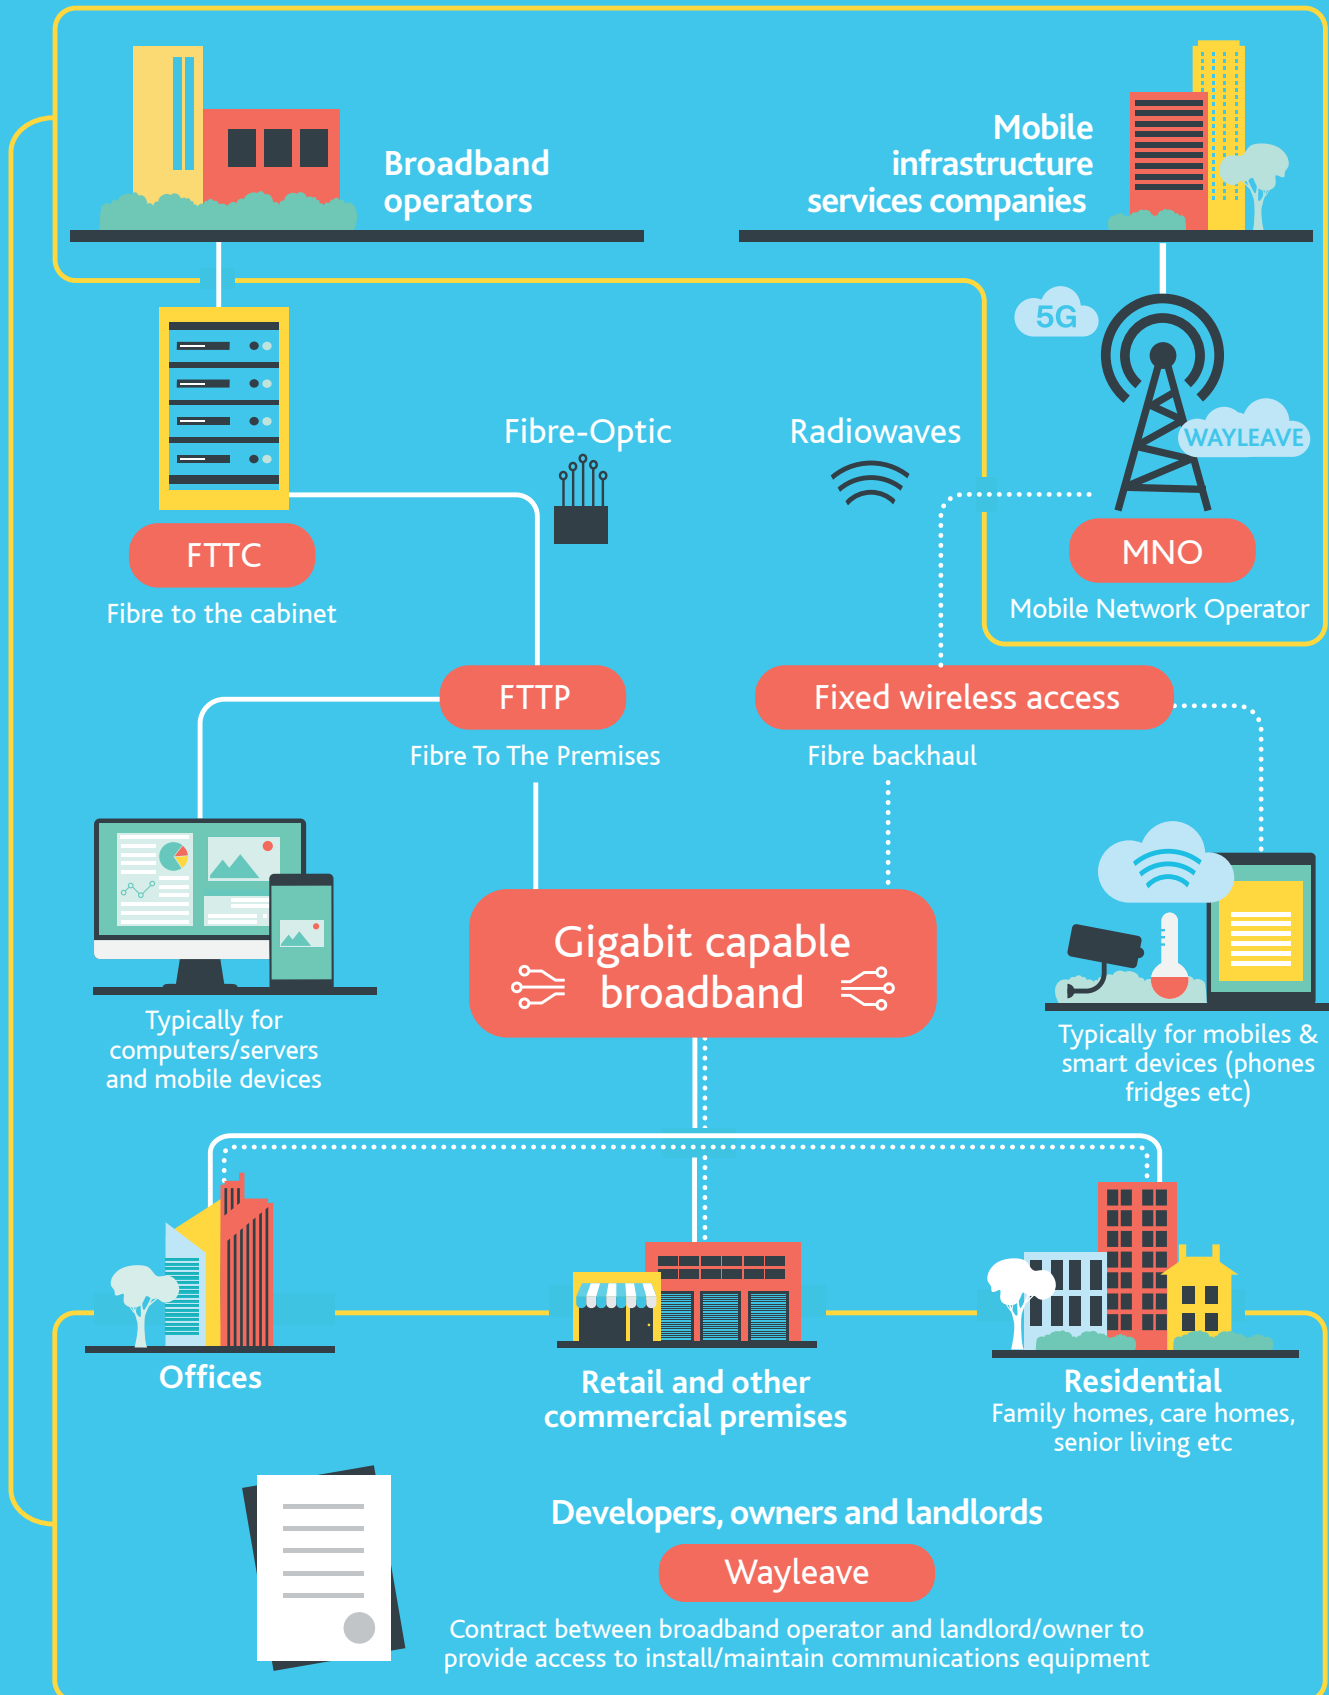 Broadband
operators
Mobile
infrastructure
services companies
5G
WAYLEAVE
Fibre-Optic
Radiowaves
FTTC
Fibre to the cabinet
MNO
Mobile Network Operator
FTTP
Fibre To The Premises
Fixed wireless access
Fibre backhaul
Gigabit capable
broadband
Typically for
computers/servers
and mobile devices
Typically for mobiles &
smart devices (phones
fridges etc)
Offices
Retail and other
commercial premises
Residential
Family homes, care homes,
senior living etc
Developers, owners and landlords
Wayleave
Contract between broadband operator and landlord/owner to
provide access to install/maintain communications equipment